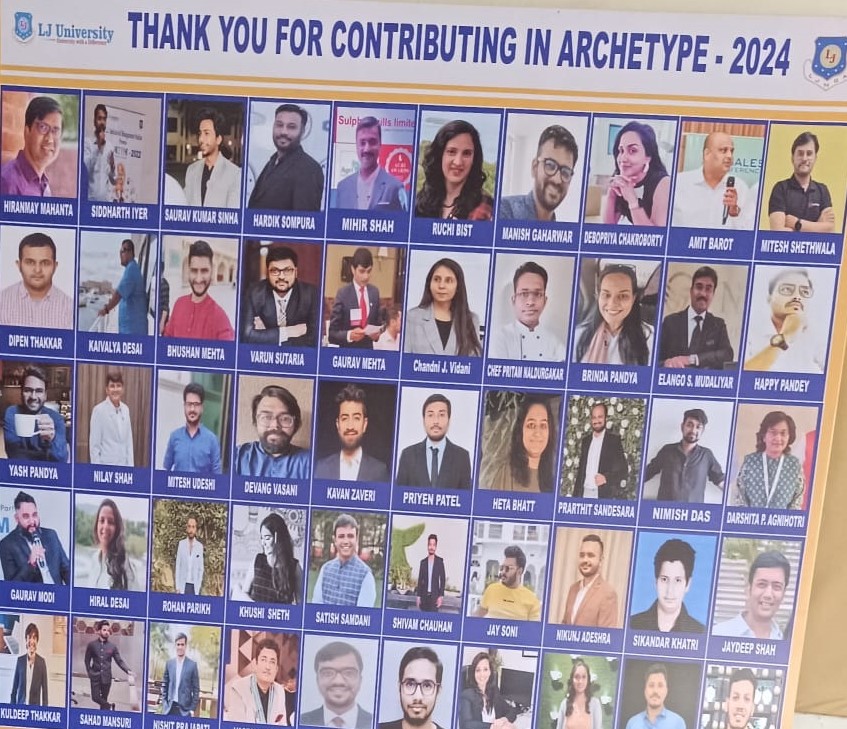 LJ University
University with a Difference
THANK YOU FOR CONTRIBUTING IN ARCHETYPE - 2024
LJ
HIRANMAY MAHANTA
SIDDHARTH IYER
SAURAV KUMAR SINHA
HARDIK SOMPURA
MIHIR SHAH
RUCHI BIST
MANISH GAHARWAR
DEBOPRIYA CHAKROBORTY
AMIT BAROT
MITESH SHETHWALA
DIPEN THAKKAR
KAIVALYA DESAI
BHUSHAN MEHTA
VARUN SUTARIA
GAURAV MEHTA
Chandni J. Vidani
CHEF PRITAM NALDURGAKAR
BRINDA PANDYA
ELANGO S. MUDALIYAR
HAPPY PANDEY
YASH PANDYA
NILAY SHAH
MITESH UDESHI
DEVANG VASANI
KAVAN ZAVERI
PRIYEN PATEL
HETA BHATT
PRARTHIT SANDESARA
NIMISH DAS
DARSHITA P. AGNIHOTRI
GAURAV MODI
HIRAL DESAI
ROHAN PARIKH
KHUSHI SHETH
SATISH SAMDANI
SHIVAM CHAUHAN
JAY SONI
NIKUNJ ADESHRA
SIKANDAR KHATRI
JAYDEEP SHAH
KULDEEP THAKKAR
SAHAD MANSURI
NISHIT PRAJAPATI